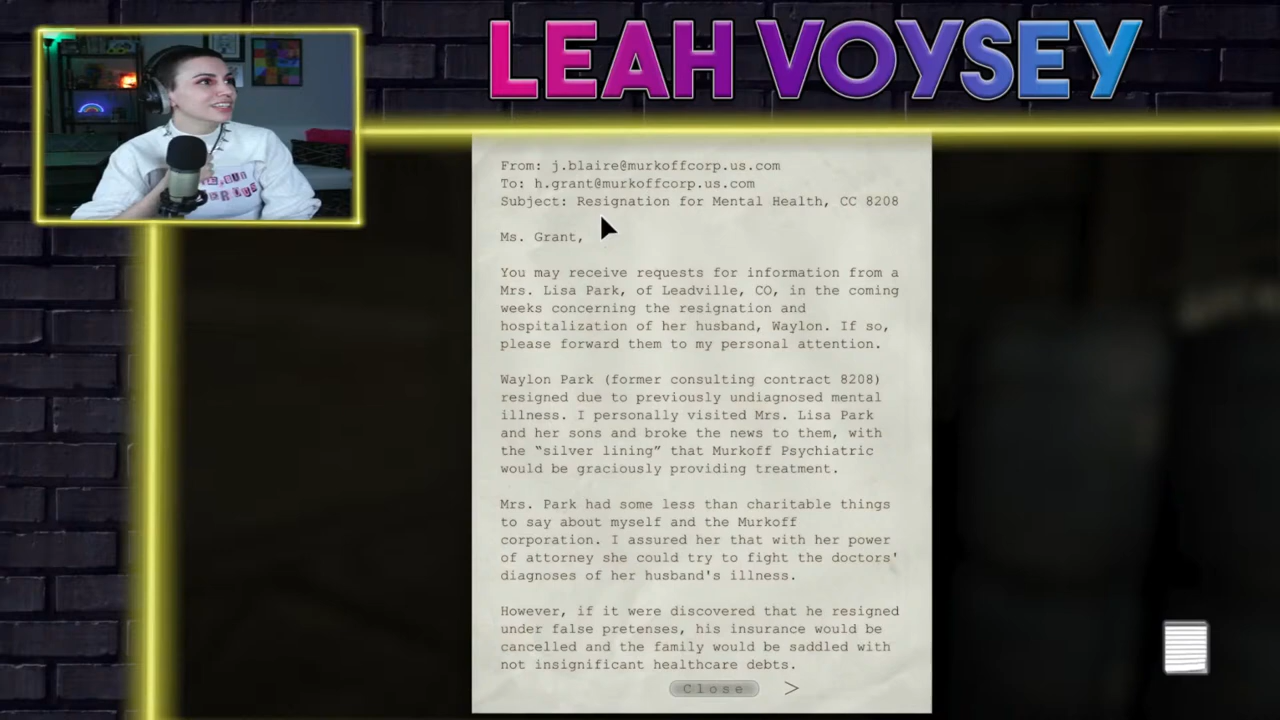 LEAH VOYSEY
From: j.blaire@murkoffcorp.us.com
To: h.grant@murkoffcorp.us.com
Subject: Resignation for Mental Health, CC 8208
Ms. Grant,
You may receive requests for information from a
Mrs. Lisa Park, of Leadville, CO, in the coming
weeks concerning the resignation and
hospitalization of her husband, Waylon. If so,
please forward them to my personal attention.
Waylon Park (former consulting contract 8208)
resigned due to previously undiagnosed mental
illness. I personally visited Mrs. Lisa Park
and her sons and broke the news to them, with
the “silver lining” that Murkoff Psychiatric
would be graciously providing treatment.
Mrs. Park had some less than charitable things
to say about myself and the Murkoff
corporation. I assured her that with her power
of attorney she could try to fight the doctors'
diagnoses of her husband's illness.
However, if it were discovered that he resigned
under false pretenses, his insurance would be
cancelled and the family would be saddled with
not insignificant healthcare debts.
Close >